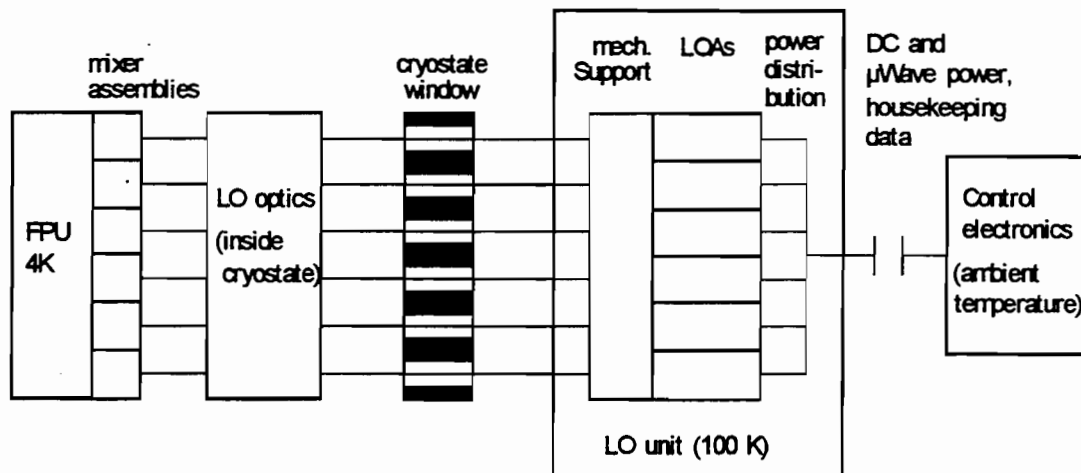 mixer
assemblies
FPU
4K
LO optics
(inside
cryostate)
cryostate
window
mech.
Support
LOAs
power
distri-
bution
LO unit (100 K)
DC and
µWave power,
housekeeping
data
Control
electronics
(ambient
temperature)